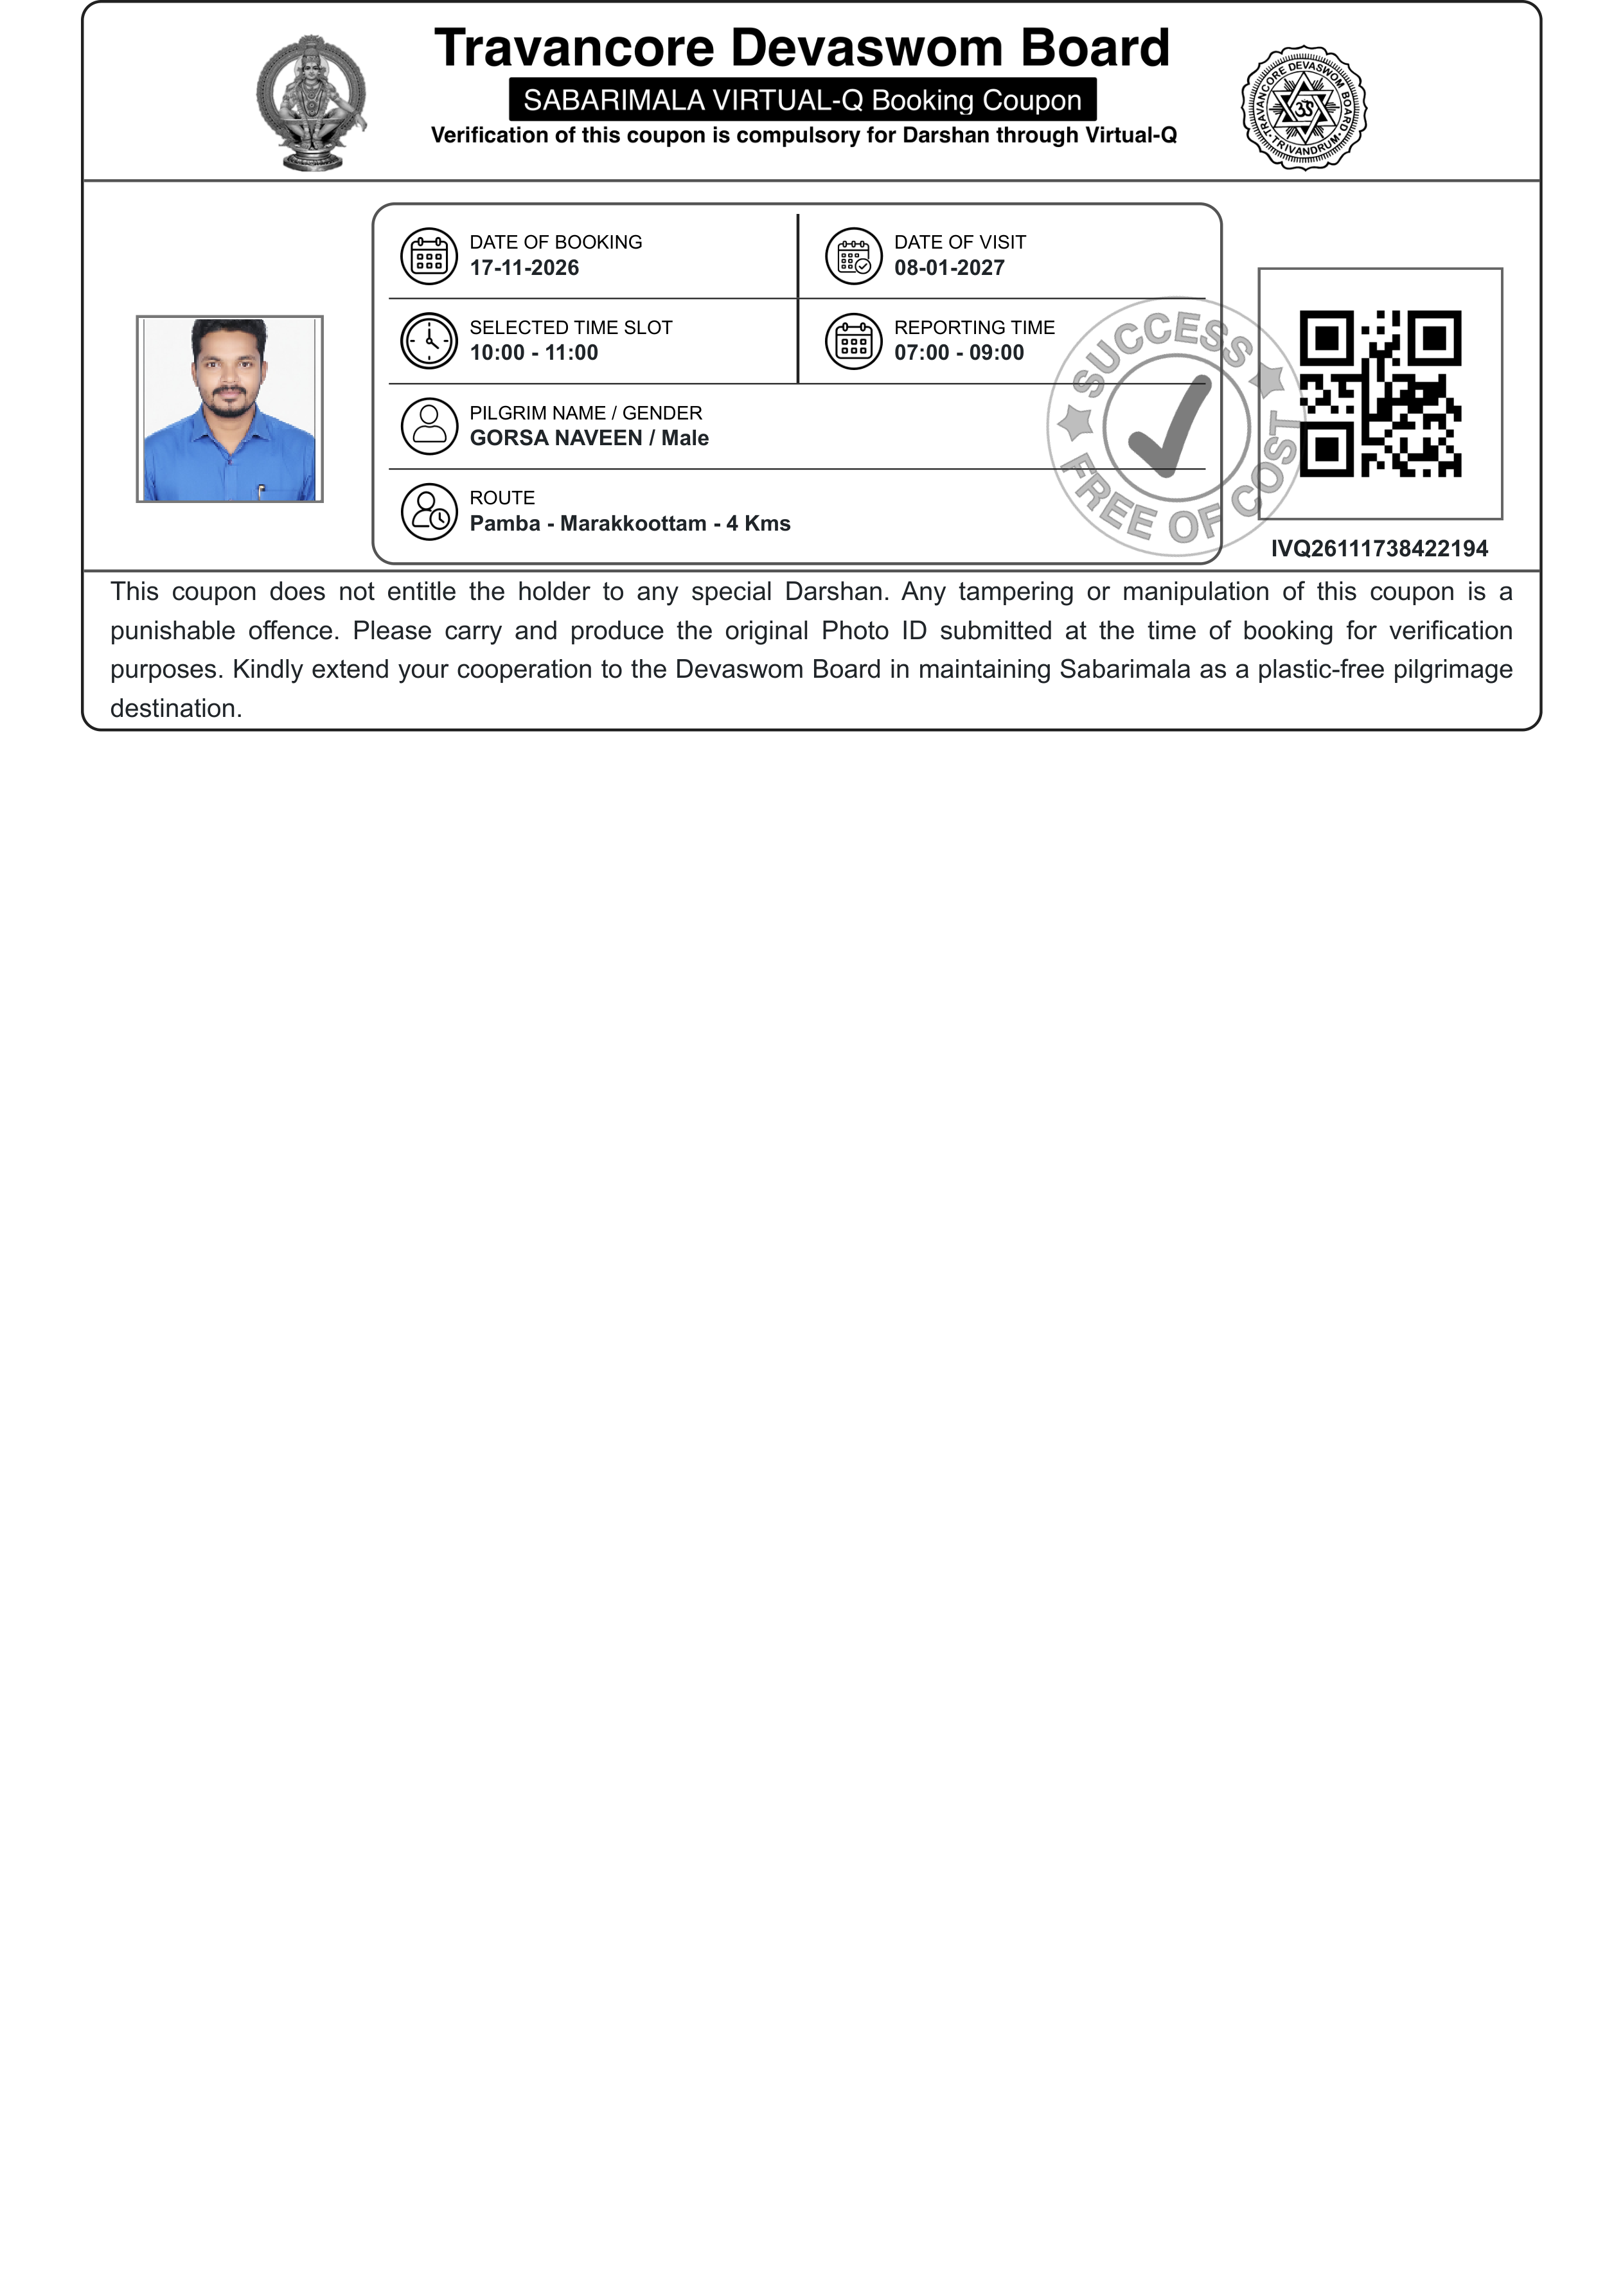 Travancore Devaswom Board
SABARIMALA VIRTUAL-Q Booking Coupon
Verification of this coupon is compulsory for Darshan through Virtual-Q
TRAVANCORE DEVASWOM BOARD
TRIVANDRUM
ॐ
DATE OF BOOKING
17-11-2026
DATE OF VISIT
08-01-2027
SELECTED TIME SLOT
10:00 - 11:00
REPORTING TIME
07:00 - 09:00
PILGRIM NAME / GENDER
GORSA NAVEEN / Male
ROUTE
Pamba - Marakkoottam - 4 Kms
SUCCESS
FREE OF COST
IVQ26111738422194
This coupon does not entitle the holder to any special Darshan. Any tampering or manipulation of this coupon is a
punishable offence. Please carry and produce the original Photo ID submitted at the time of booking for verification
purposes. Kindly extend your cooperation to the Devaswom Board in maintaining Sabarimala as a plastic-free pilgrimage
destination.